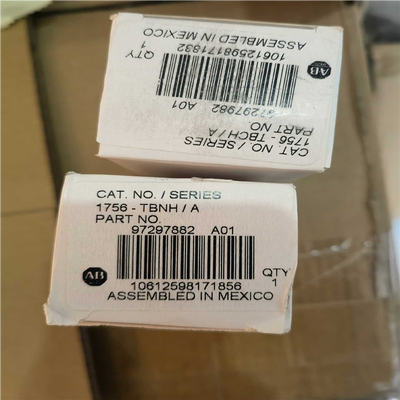 ASSEMBLED IN MEXICO
10612598171832
QTY
1
AB
97297982 A01
PART NO
1756 - TBCH / A
CAT. NO. / SERIES
CAT. NO. / SERIES
1756 - TBNH / A
PART NO.
97297882 A01
AB
QTY
1
10612598171856
ASSEMBLED IN MEXICO